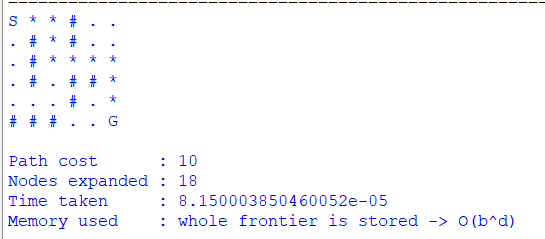 S * * # . .
. # * # . .
. # * * * *
. # . # # *
. . . # . *
# # # . . G
Path cost      : 10
Nodes expanded : 18
Time taken     : 8.150003850460052e-05
Memory used    : whole frontier is stored -> O(b^d)